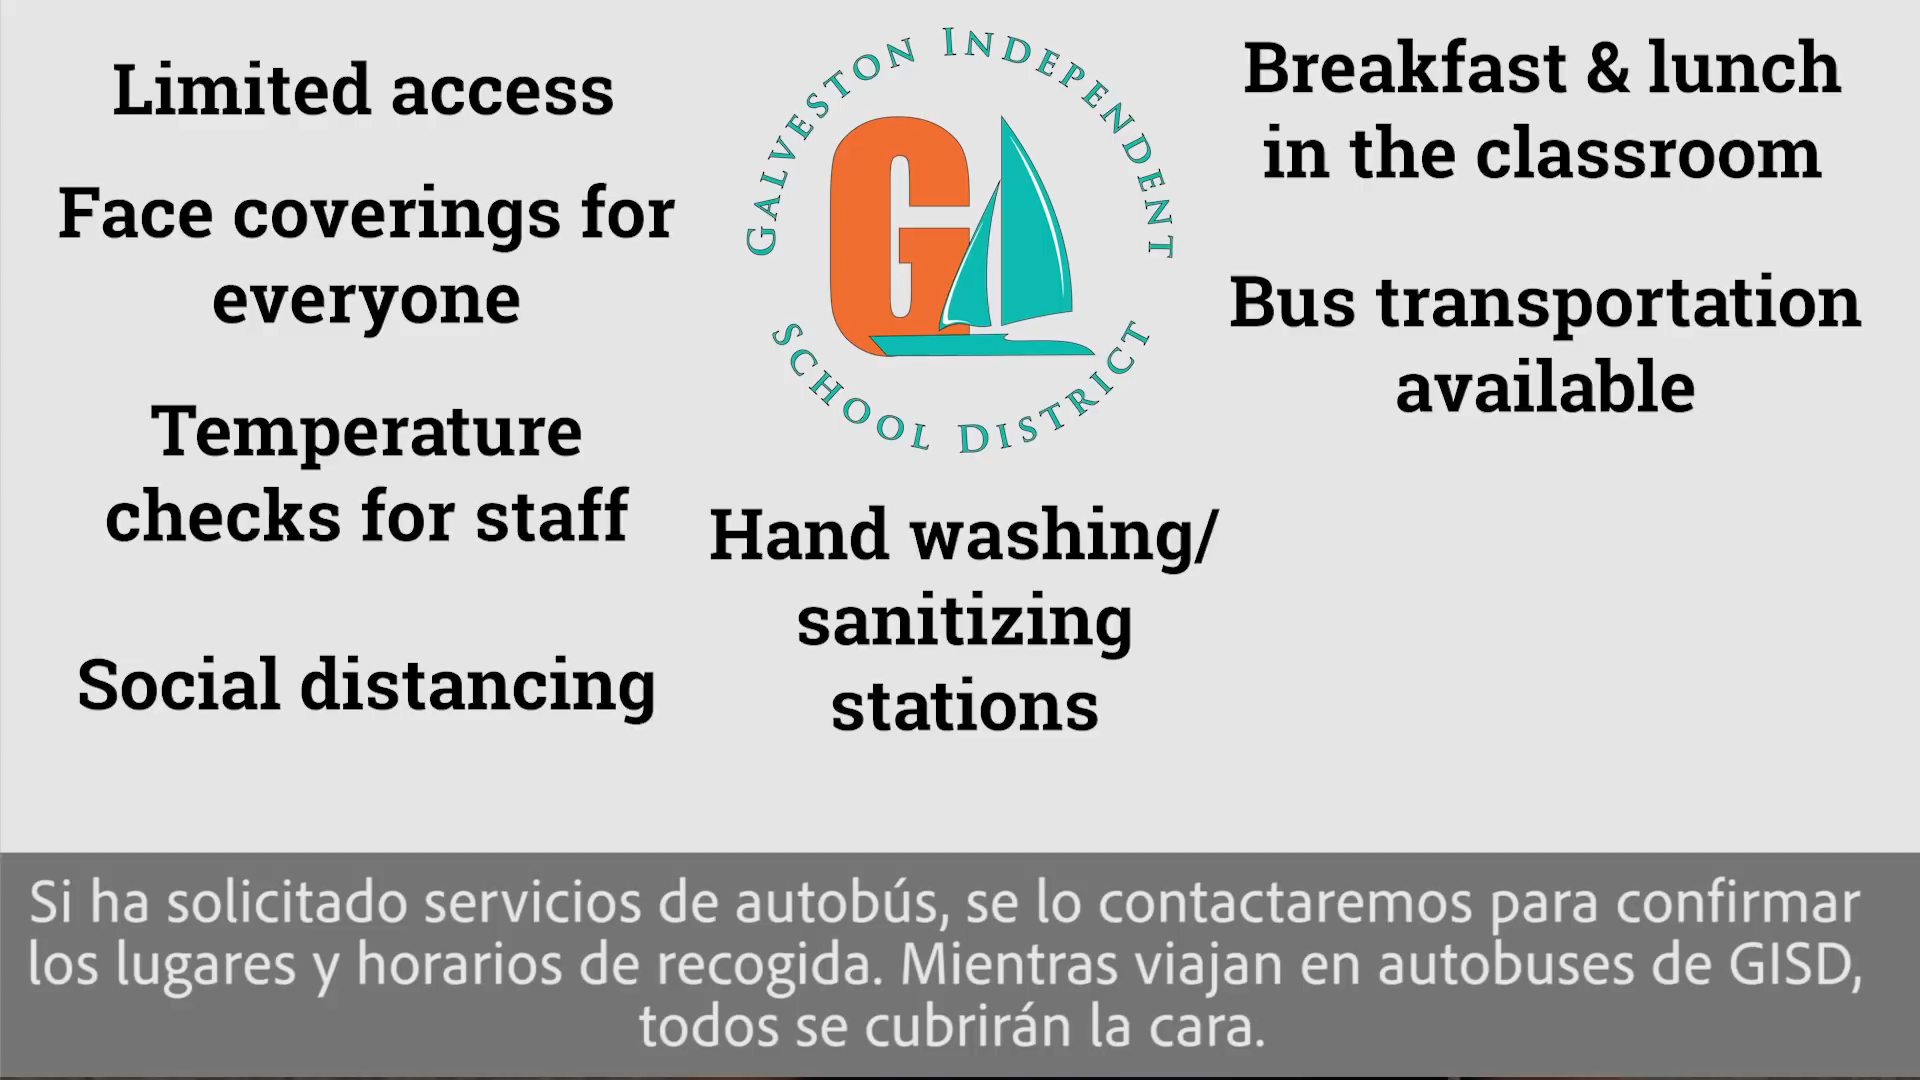 Limited access
Face coverings for
everyone
Temperature
checks for staff
Social distancing
GALVESTON INDEPENDENT
SCHOOL DISTRICT
G
Hand washing/
sanitizing
stations
Breakfast & lunch
in the classroom
Bus transportation
available
Si ha solicitado servicios de autobús, se lo contactaremos para confirmar
los lugares y horarios de recogida. Mientras viajan en autobuses de GISD,
todos se cubrirán la cara.